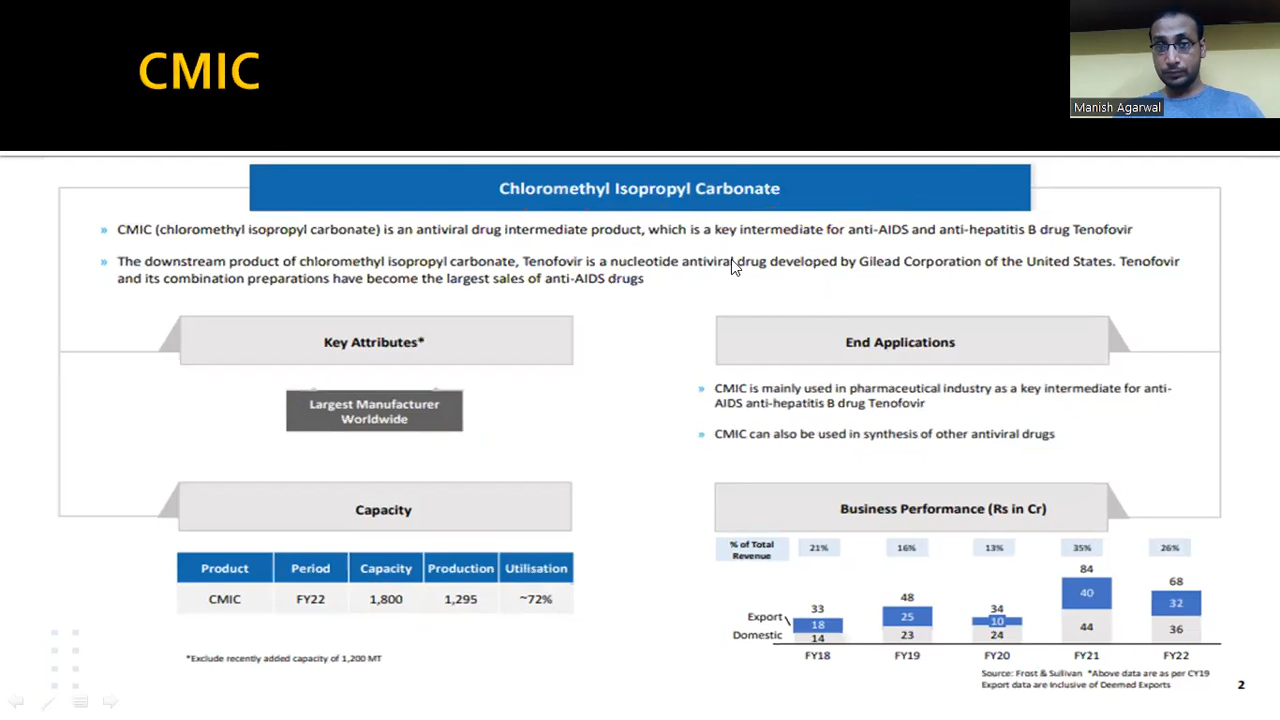 CMIC
Manish Agarwal
Chloromethyl Isopropyl Carbonate
» CMIC (chloromethyl isopropyl carbonate) is an antiviral drug intermediate product, which is a key intermediate for anti-AIDS and anti-hepatitis B drug Tenofovir
» The downstream product of chloromethyl isopropyl carbonate, Tenofovir is a nucleotide antiviral drug developed by Gilead Corporation of the United States. Tenofovir
and its combination preparations have become the largest sales of anti-AIDS drugs
Key Attributes*
Largest Manufacturer
Worldwide
End Applications
» CMIC is mainly used in pharmaceutical industry as a key intermediate for anti-
AIDS anti-hepatitis B drug Tenofovir
» CMIC can also be used in synthesis of other antiviral drugs
Capacity
Product Period Capacity Production Utilisation
CMIC FY22 1,800 1,295 ~72%
*Exclude recently added capacity of 1,200 MT
Business Performance (Rs in Cr)
% of Total
Revenue
21% 16% 13% 35% 26%
33 48 34 84 68
Export 18 25 10 40 32
Domestic 14 23 24 44 36
FY18 FY19 FY20 FY21 FY22
Source: Frost & Sullivan *Above data are as per CY19
Export data are Inclusive of Deemed Exports
2